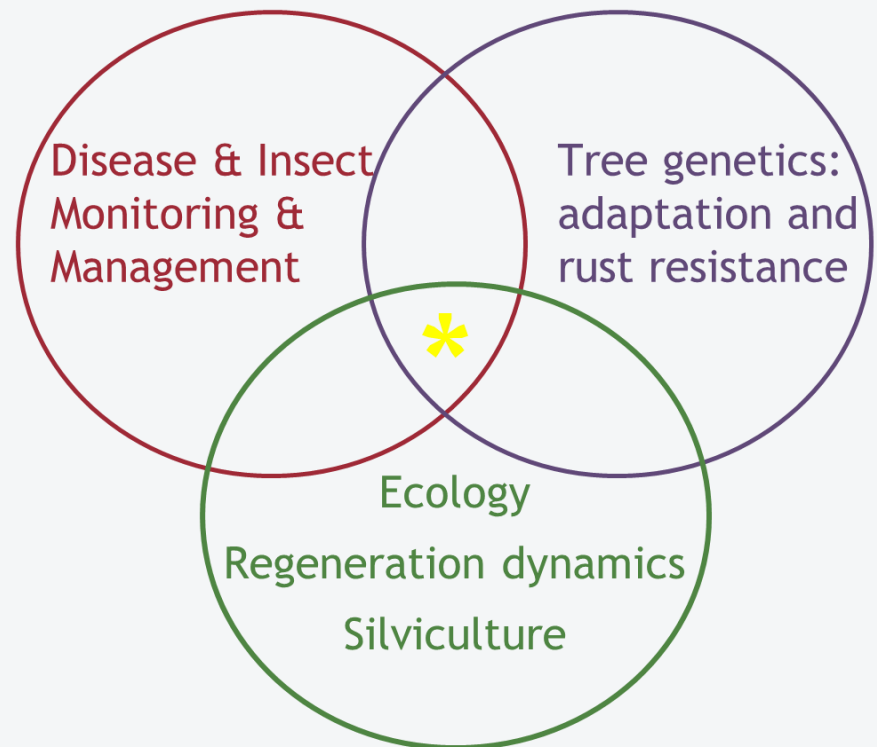 Disease & Insect
Monitoring &
Management
Tree genetics:
adaptation and
rust resistance
*
Ecology
Regeneration dynamics
Silviculture